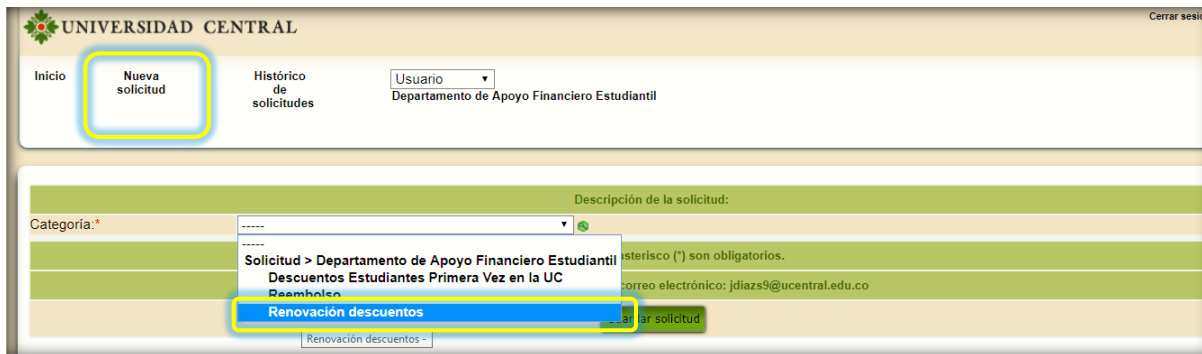 UNIVERSIDAD CENTRAL
Cerrar sesi
Inicio
Nueva
solicitud
Histórico
de
solicitudes
Usuario
Departamento de Apoyo Financiero Estudiantil
Descripción de la solicitud:
Categoría:*
-----
-----
Solicitud > Departamento de Apoyo Financiero Estudiantil
Descuentos Estudiantes Primera Vez en la UC
Reembolso
Renovación descuentos
Renovación descuentos -
asterisco (*) son obligatorios.
correo electrónico: jdiazs9@ucentral.edu.co
Guardar solicitud